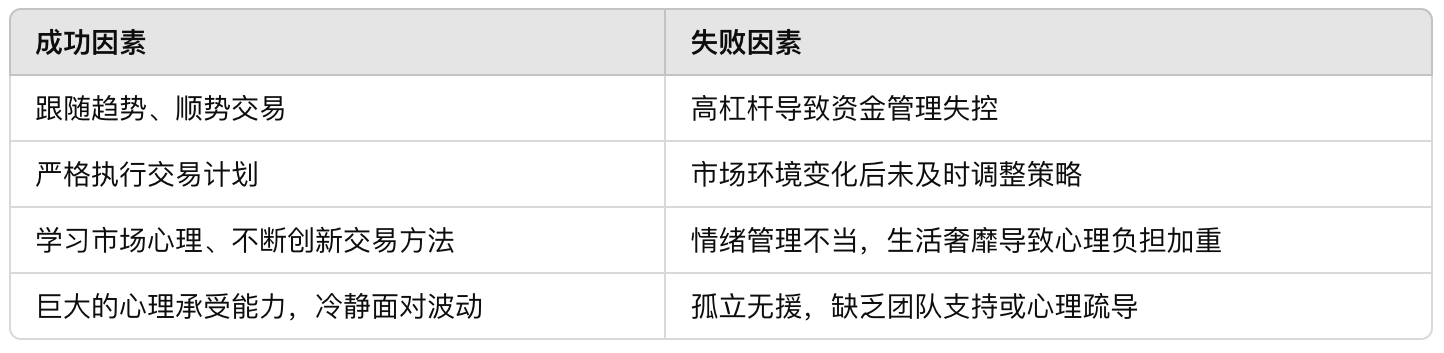 成功因素 失败因素
跟随趋势、顺势交易 高杠杆导致资金管理失控
严格执行交易计划 市场环境变化后未及时调整策略
学习市场心理、不断创新交易方法 情绪管理不当，生活奢靡导致心理负担加重
巨大的心理承受能力，冷静面对波动 孤立无援，缺乏团队支持或心理疏导